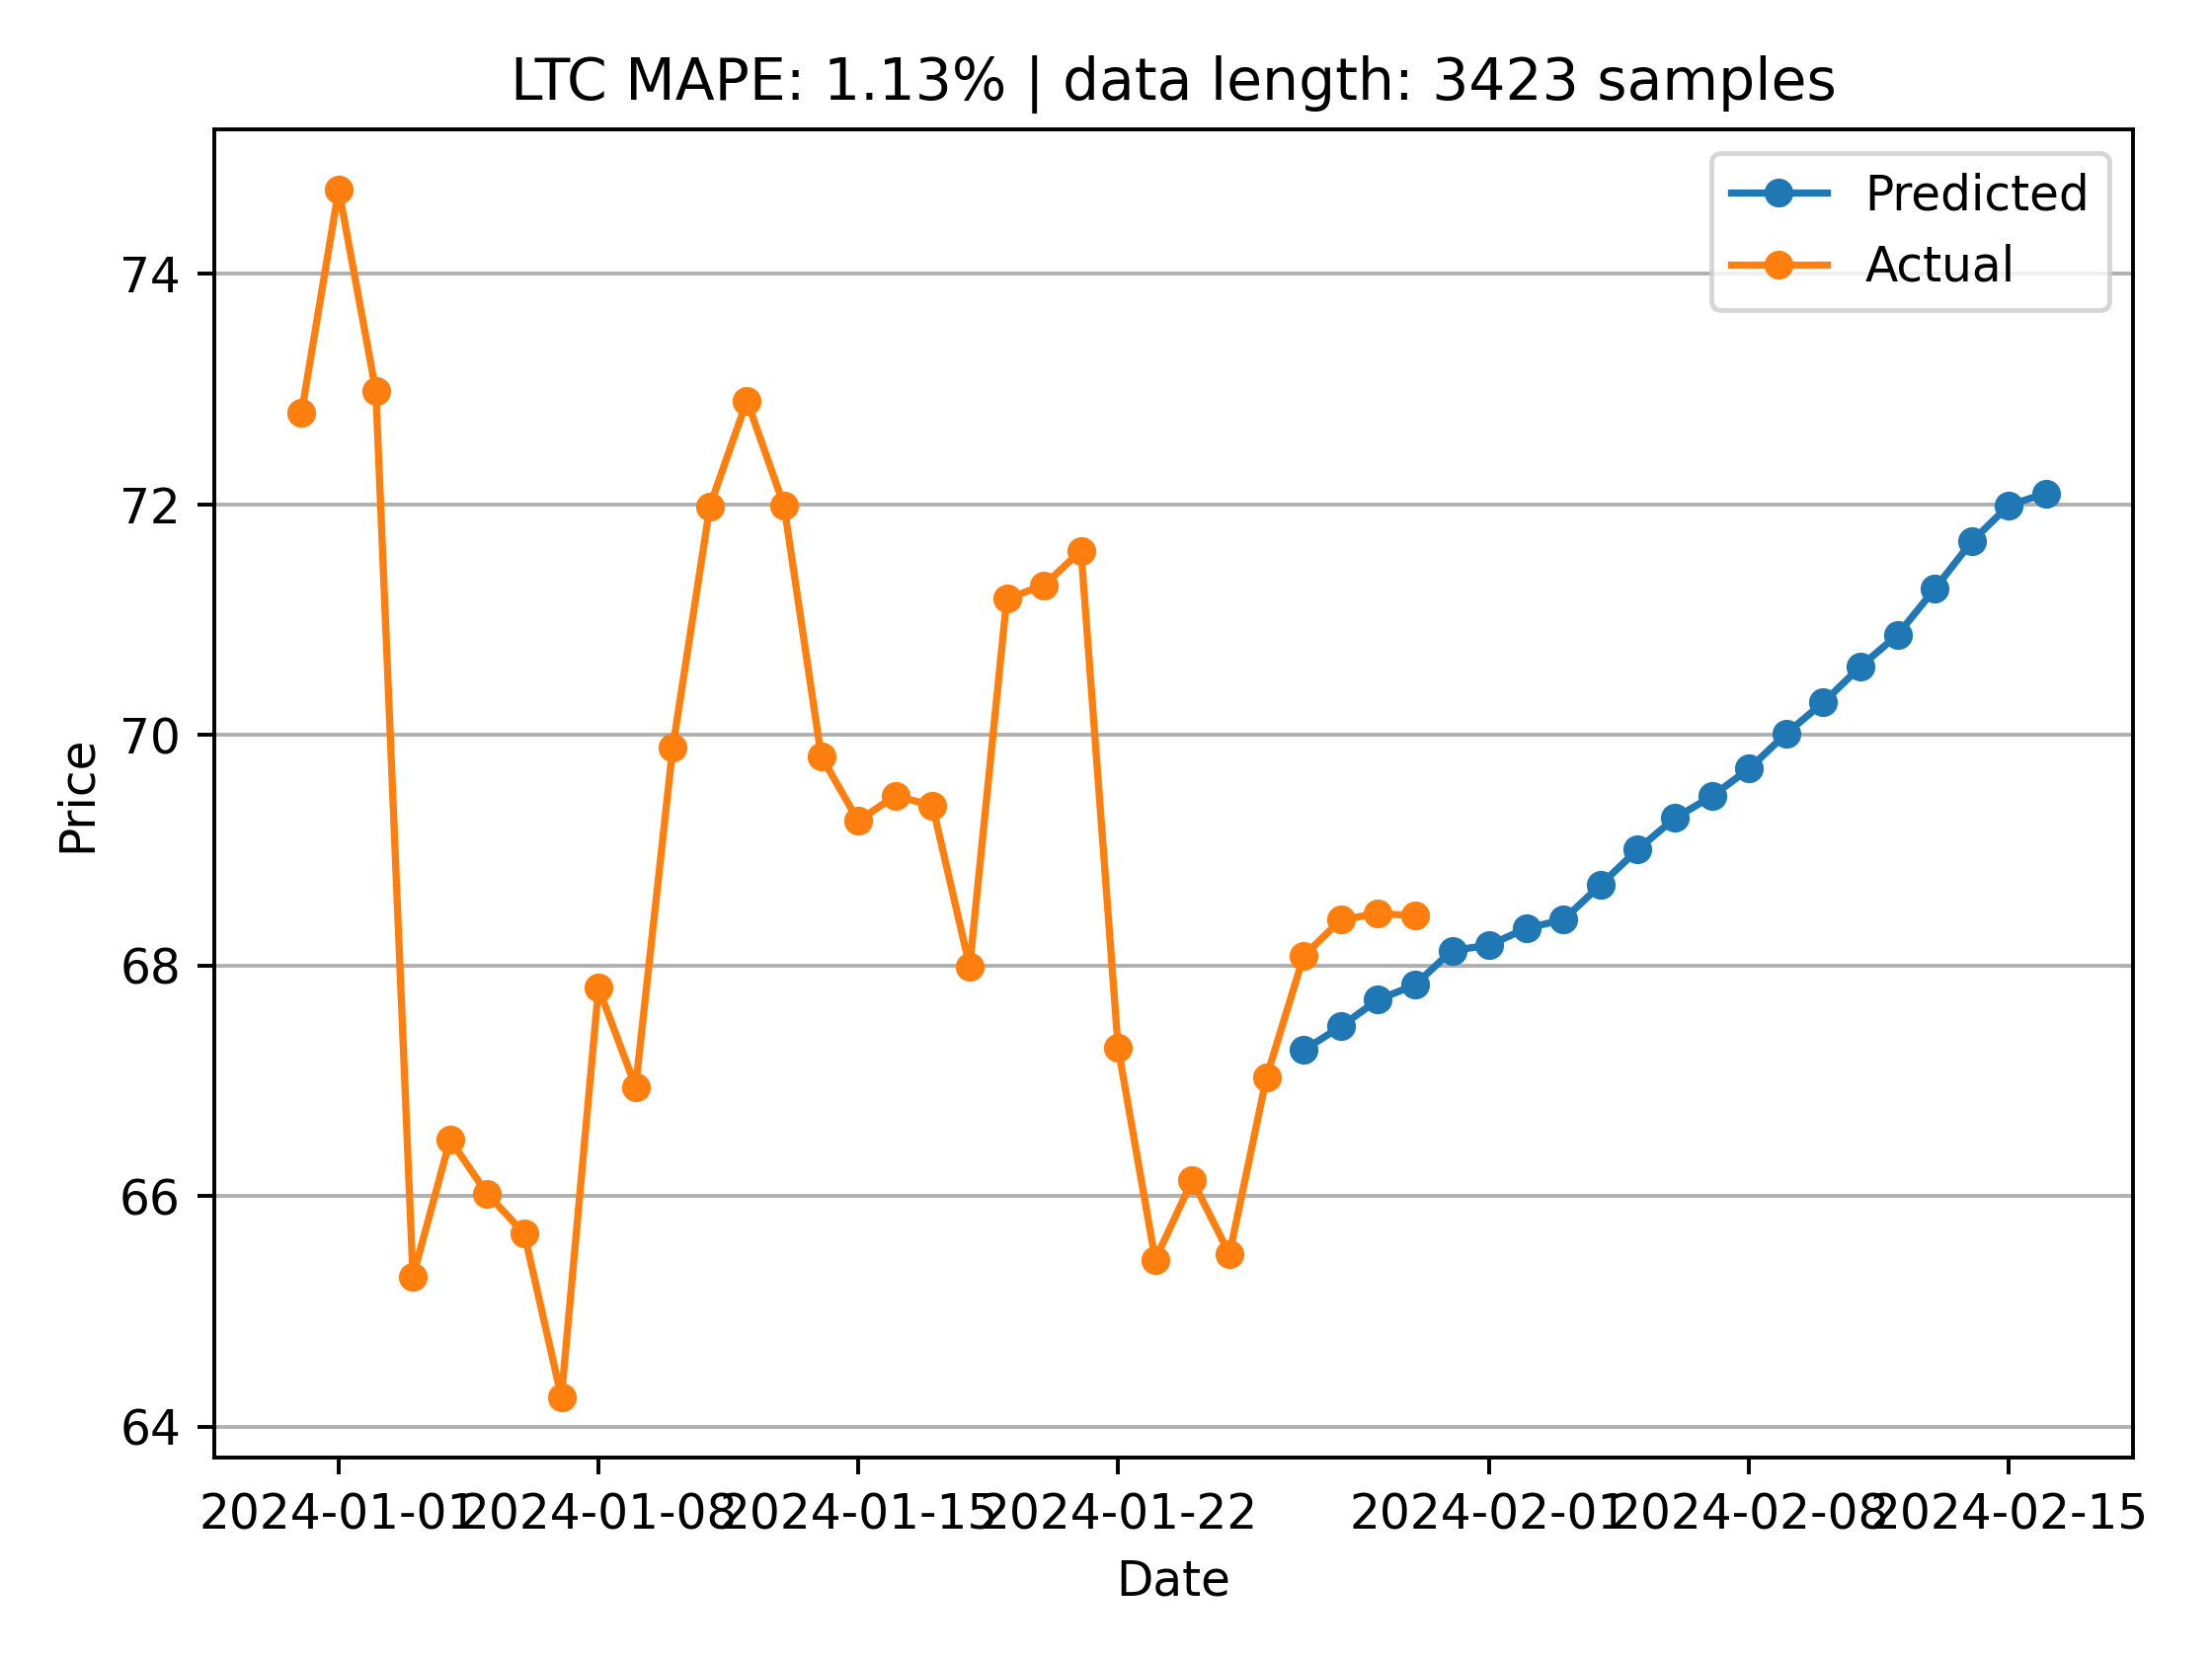 LTC MAPE: 1.13% | data length: 3423 samples
Predicted
Actual
74
72
70
68
66
64
Price
2024-01-01 2024-01-08 2024-01-15 2024-01-22 2024-02-01 2024-02-08 2024-02-15
Date